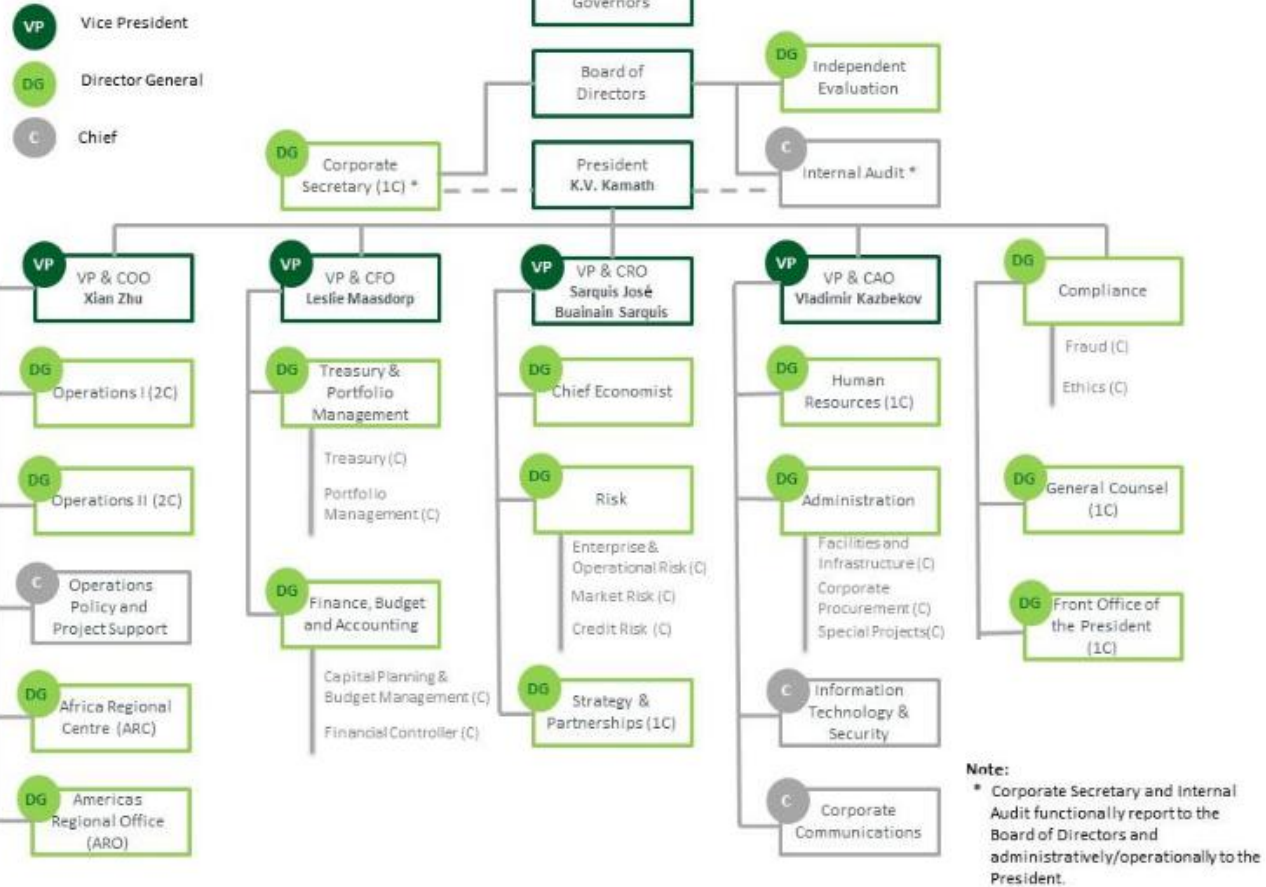 Governors
VP
Vice President
DG
Director General
C
Chief
Board of
Directors
DG
Independent
Evaluation
DG
Corporate
Secretary (1C) *
President
K.V. Kamath
C
Internal Audit *
VP
VP & COO
Xian Zhu
VP
VP & CFO
Leslie Maasdorp
VP
VP & CRO
Sarquis José
Buainain Sarquis
VP
VP & CAO
Vladimir Kazbekov
DG
Compliance
Fraud (C)
Ethics (C)
DG
Operations I (2C)
DG
Treasury &
Portfolio
Management
Treasury (C)
Portfolio
Management (C)
DG
Chief Economist
DG
Human
Resources (1C)
DG
Operations II (2C)
DG
Risk
Enterprise &
Operational Risk (C)
Market Risk (C)
Credit Risk (C)
DG
Administration
Facilities and
Infrastructure (C)
Corporate
Procurement (C)
Special Projects(C)
DG
General Counsel
(1C)
C
Operations
Policy and
Project Support
DG
Finance, Budget
and Accounting
Capital Planning &
Budget Management (C)
Financial Controller (C)
DG
Front Office of
the President
(1C)
DG
Africa Regional
Centre (ARC)
DG
Strategy &
Partnerships (1C)
C
Information
Technology &
Security
DG
Americas
Regional Office
(ARO)
C
Corporate
Communications
Note:
* Corporate Secretary and Internal
Audit functionally report to the
Board of Directors and
administratively/operationally to the
President.